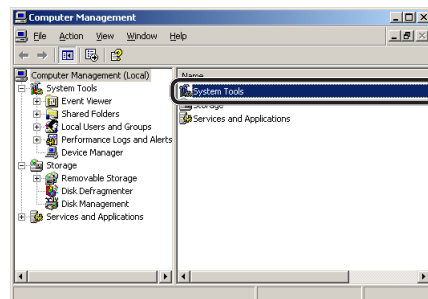 Computer Management
File Action View Window Help
Computer Management (Local)
System Tools
Event Viewer
Shared Folders
Local Users and Groups
Performance Logs and Alerts
Device Manager
Storage
Removable Storage
Disk Defragmenter
Disk Management
Services and Applications
Name
System Tools
Storage
Services and Applications